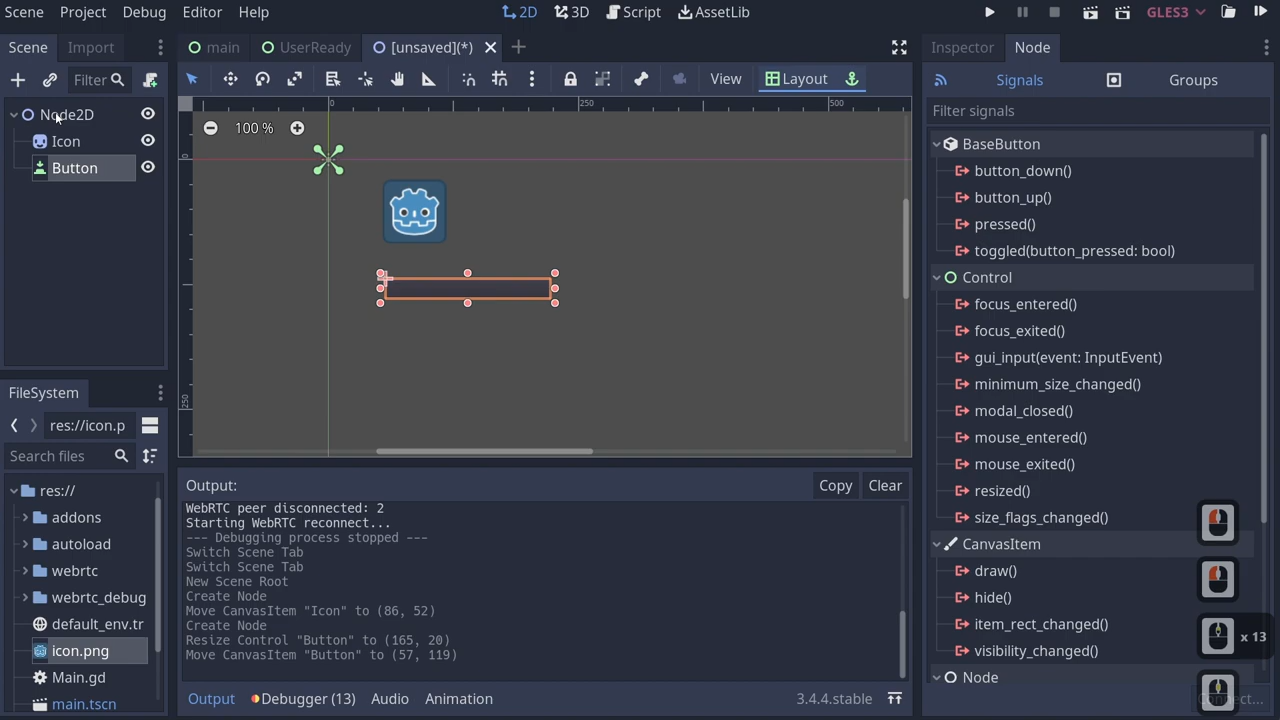 Scene Project Debug Editor Help
2D 3D Script AssetLib
GLES3
Scene Import
main UserReady [unsaved](*)
Inspector Node
Filter
View Layout
Signals Groups
Filter signals
Node2D
Icon
Button
0 250 500
100 %
0
250
BaseButton
button_down()
button_up()
pressed()
toggled(button_pressed: bool)
Control
focus_entered()
focus_exited()
gui_input(event: InputEvent)
minimum_size_changed()
modal_closed()
mouse_entered()
mouse_exited()
resized()
size_flags_changed()
CanvasItem
draw()
hide()
item_rect_changed()
visibility_changed()
Node
x 13
Connect...
FileSystem
res://icon.p
Search files
res://
addons
autoload
webrtc
webrtc_debug
default_env.tr
icon.png
Main.gd
main.tscn
Output:
Copy Clear
WebRTC peer disconnected: 2
Starting WebRTC reconnect...
--- Debugging process stopped ---
Switch Scene Tab
Switch Scene Tab
New Scene Root
Create Node
Move CanvasItem "Icon" to (86, 52)
Create Node
Resize Control "Button" to (165, 20)
Move CanvasItem "Button" to (57, 119)
Output Debugger (13) Audio Animation
3.4.4.stable